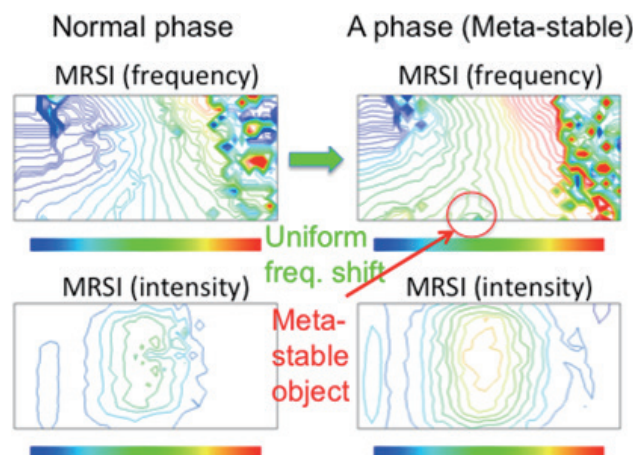 Normal phase
A phase (Meta-stable)
MRSI (frequency)
MRSI (frequency)
Uniform
freq. shift
MRSI (intensity)
MRSI (intensity)
Meta-
stable
object